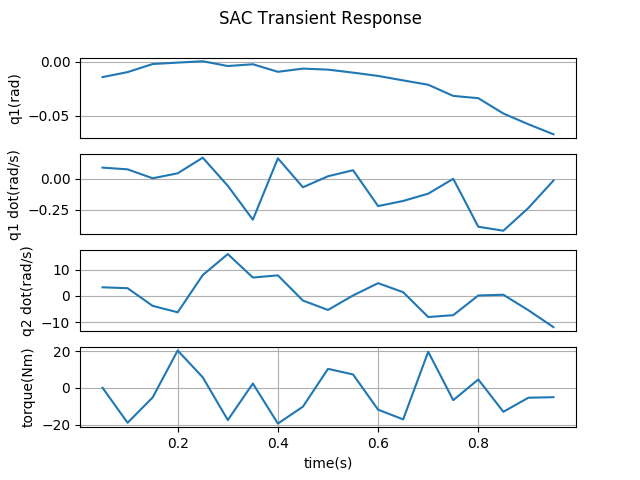 SAC Transient Response
q1(rad)
0.00
−0.05
q1 dot(rad/s)
0.00
−0.25
q2 dot(rad/s)
10
0
−10
torque(Nm)
20
0
−20
0.2 0.4 0.6 0.8
time(s)